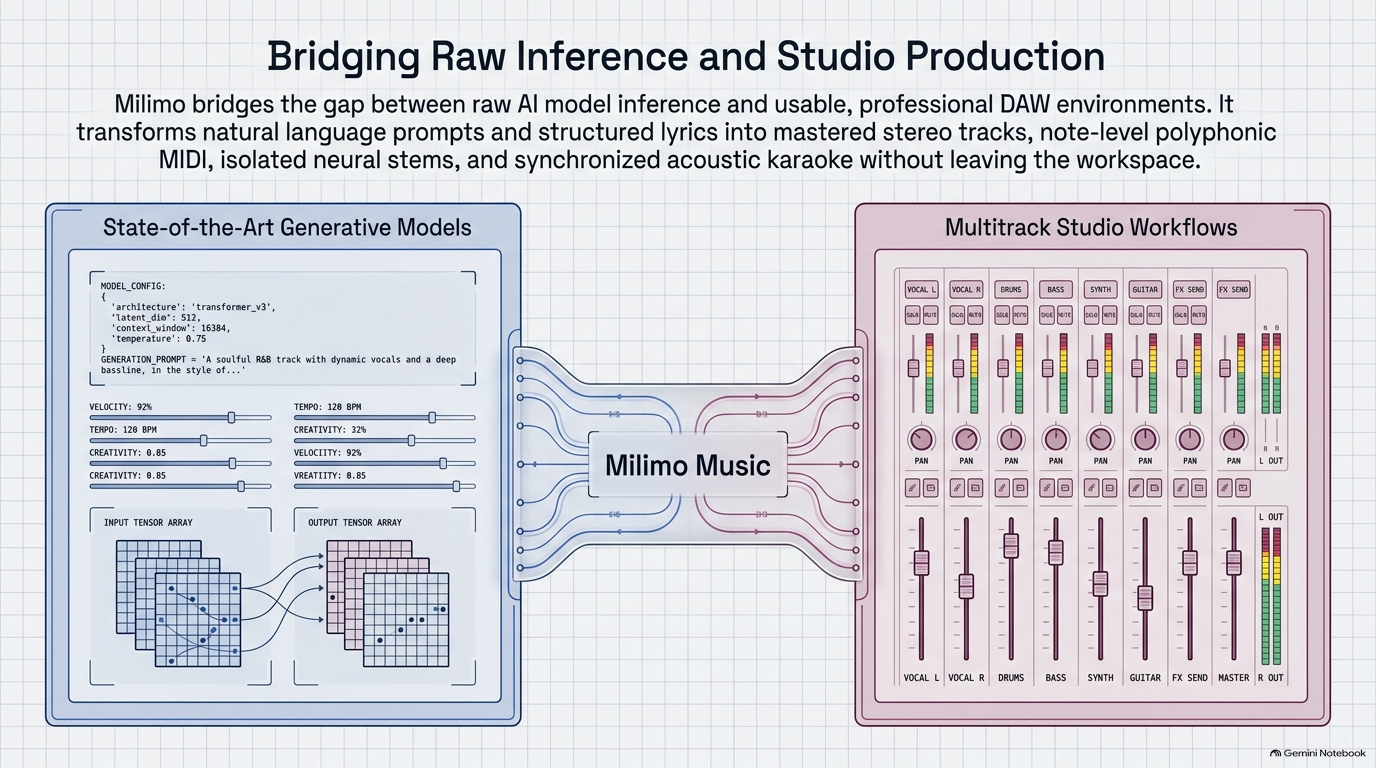 Bridging Raw Inference and Studio Production
Milimo bridges the gap between raw AI model inference and usable, professional DAW environments. It
transforms natural language prompts and structured lyrics into mastered stereo tracks, note-level polyphonic
MIDI, isolated neural stems, and synchronized acoustic karaoke without leaving the workspace.
State-of-the-Art Generative Models
MODEL_CONFIG:
{
'architecture': 'transformer_v3',
'latent_dim': 512,
'context_window': 16384,
'temperature': 0.75
}
GENERATION_PROMPT = 'A soulful R&B track with dynamic vocals and a deep
bassline, in the style of...'
VELOCITY: 92%
TEMPO: 120 BPM
TERPO: 120 BPM
CREATIVITY: 32%
CREATIVITY: 0.85
VELOCIITY: 92%
CREATIVITY: 0.85
VREATIITY: 0.85
INPUT TENSOR ARRAY
OUTPUT TENSOR ARRAY
Milimo Music
Multitrack Studio Workflows
VOCAL L VOCAL R DRUMS BASS SYNTH GUITAR FX SEND FX SEND
PAN PAN PAN PAN PAN PAN PAN PAN
R R
L OUT
L OUT
VOCAL L VOCAL R DRUMS BASS SYNTH GUITAR FX SEND MASTER R OUT
Gemini Notebook